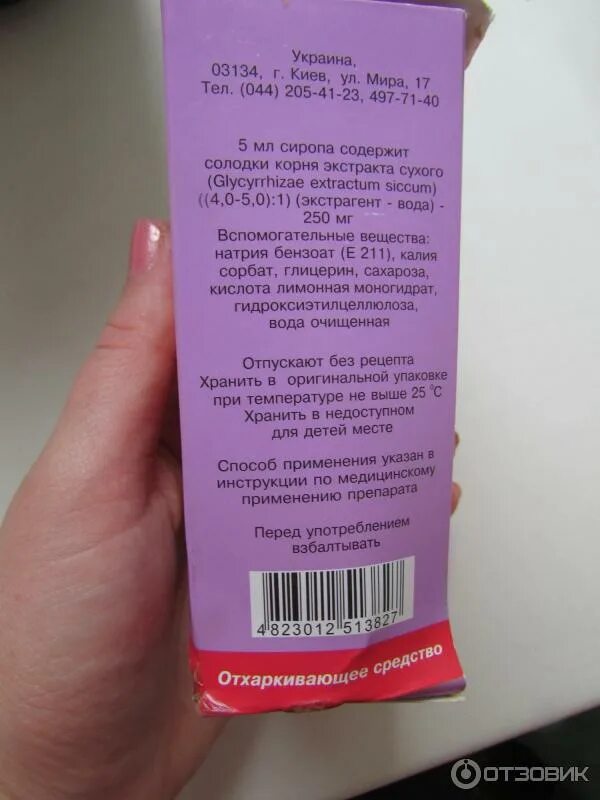 Украина,
03134, г. Киев, ул. Мира, 17
Тел. (044) 205-41-23, 497-71-40
5 мл сиропа содержит
солодки корня экстракта сухого
(Glycyrrhizae extractum siccum)
((4,0-5,0):1) (экстрагент - вода) -
250 мг
Вспомогательные вещества:
натрия бензоат (Е 211), калия
сорбат, глицерин, сахароза,
кислота лимонная моногидрат,
гидроксиэтилцеллюлоза,
вода очищенная
Отпускают без рецепта
Хранить в оригинальной упаковке
при температуре не выше 25 °С
Хранить в недоступном
для детей месте
Способ применения указан в
инструкции по медицинскому
применению препарата
Перед употреблением
взбалтывать
4 823012 513827
Отхаркивающее средство
ОТЗОВИК